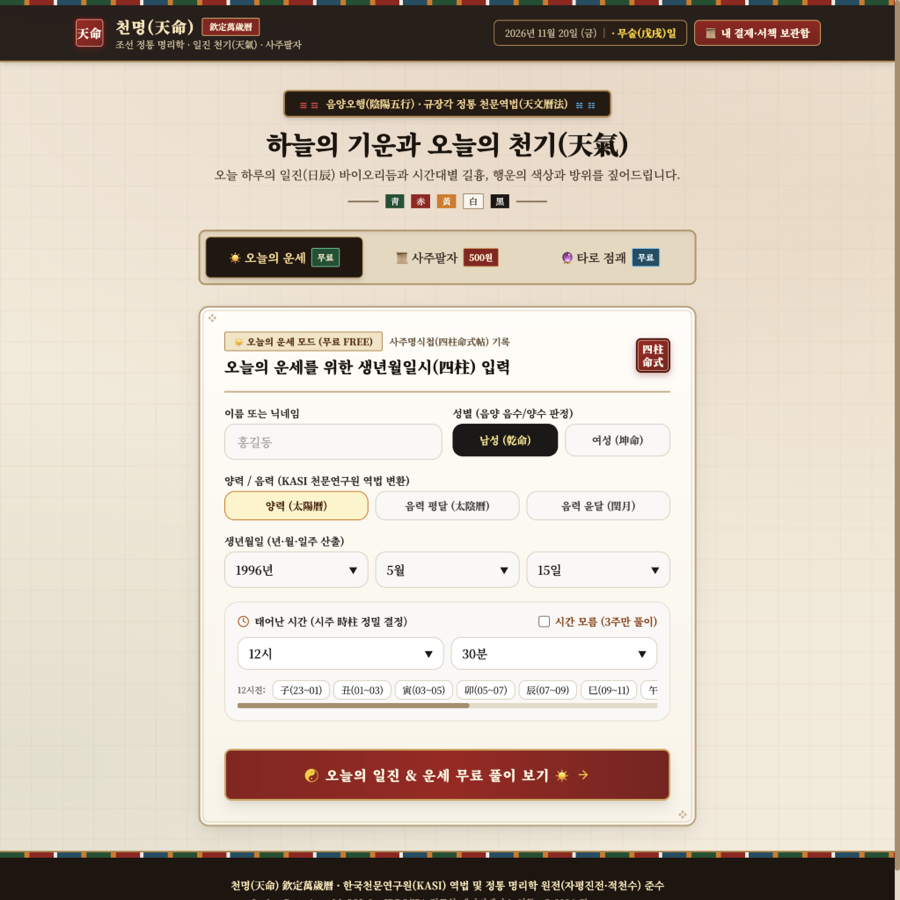 天命
천명(天命) 欽定萬歲曆
조선 정통 명리학 · 일진 천기(天氣) · 사주팔자
2026년 11월 20일 (금) | · 무술(戊戌)일
내 결제·서책 보관함
음양오행(陰陽五行) · 규장각 정통 천문역법(天文曆法)
하늘의 기운과 오늘의 천기(天氣)
오늘 하루의 일진(日辰) 바이오리듬과 시간대별 길흉, 행운의 색상과 방위를 짚어드립니다.
靑 赤 黃 白 黑
오늘의 운세 무료
사주팔자 500원
타로 점괘 무료
오늘의 운세 모드 (무료 FREE) 사주명식첩(四柱命式帖) 기록
오늘의 운세를 위한 생년월일시(四柱) 입력
四柱
命式
이름 또는 닉네임
홍길동
성별 (음양 음수/양수 판정)
남성 (乾命) 여성 (坤命)
양력 / 음력 (KASI 천문연구원 역법 변환)
양력 (太陽曆) 음력 평달 (太陰曆) 음력 윤달 (閏月)
생년월일 (년·월·일주 산출)
1996년 5월 15일
태어난 시간 (시주 時柱 정밀 결정) 시간 모름 (3주만 풀이)
12시 30분
12시진: 子(23~01) 丑(01~03) 寅(03~05) 卯(05~07) 辰(07~09) 巳(09~11) 午
오늘의 일진 & 운세 무료 풀이 보기 →
천명(天命) 欽定萬歲曆 · 한국천문연구원(KASI) 역법 및 정통 명리학 원전(자평진전·적천수) 준수